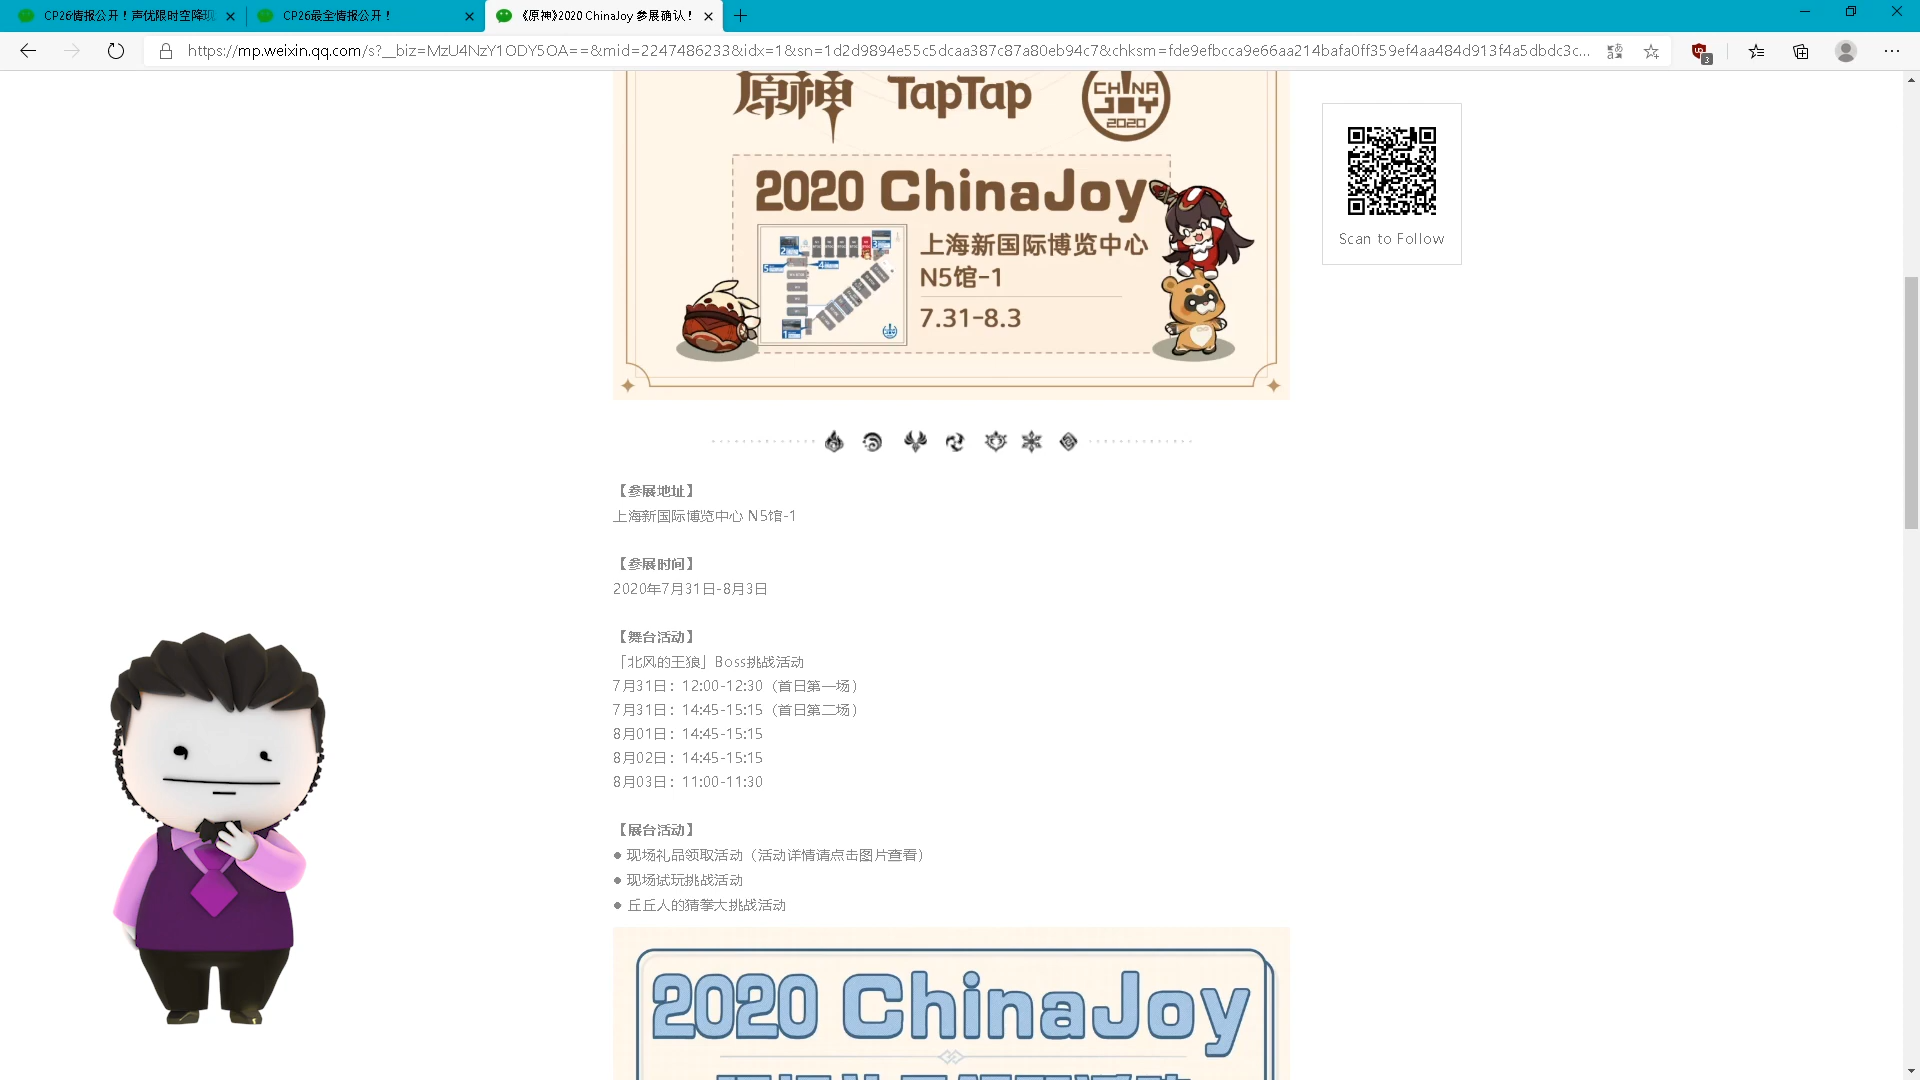 CP26情报公开！声优限时空降现
CP26最全情报公开！
《原神》2020 ChinaJoy 参展确认！
https://mp.weixin.qq.com/s?__biz=MzU4NzY1ODY5OA==&mid=2247486233&idx=1&sn=1d2d9894e55c5dcaa387c87a80eb94c7&chksm=fde9efbcca9e66aa214bafa0ff359ef4aa484d913f4a5dbdc3c...
3
原神 TapTap CHINA JOY 2020
2020 ChinaJoy
上海新国际博览中心
N5馆-1
7.31-8.3
Scan to Follow
【参展地址】
上海新国际博览中心 N5馆-1
【参展时间】
2020年7月31日-8月3日
【舞台活动】
「北风的王狼」Boss挑战活动
7月31日：12:00-12:30（首日第一场）
7月31日：14:45-15:15（首日第二场）
8月01日：14:45-15:15
8月02日：14:45-15:15
8月03日：11:00-11:30
【展台活动】
● 现场礼品领取活动（活动详情请点击图片查看）
● 现场试玩挑战活动
● 丘丘人的猜拳大挑战活动
2020 ChinaJoy